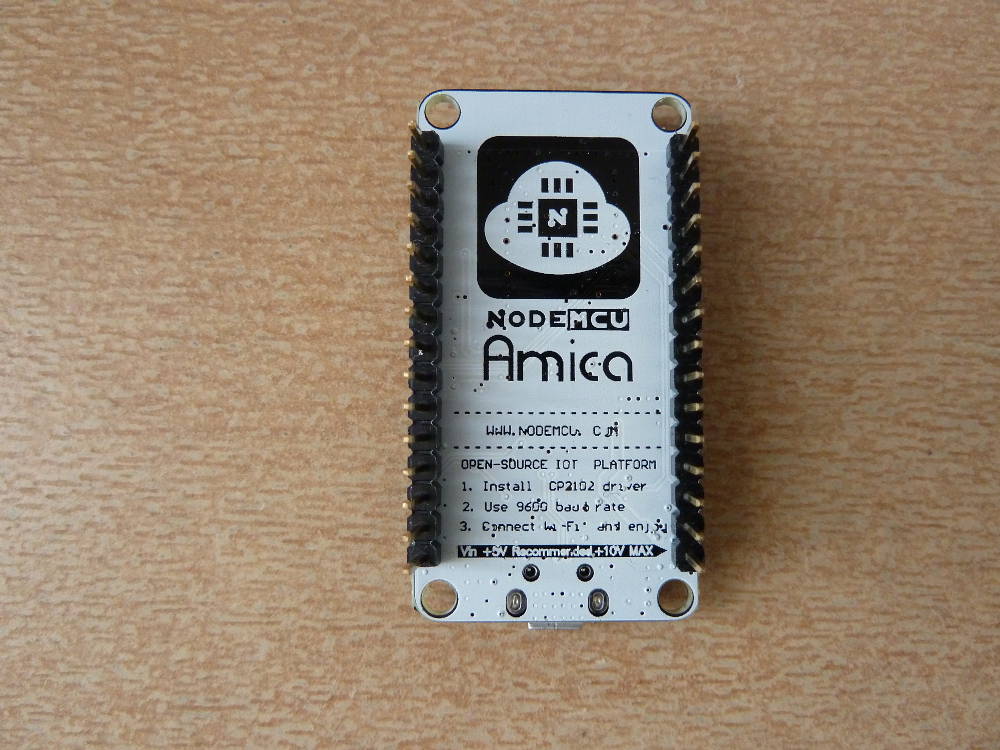 N
NODEMCU
Amica
WWW.NODEMCU. C M
OPEN-SOURCE IOT PLATFORM
1. Install CP2102 driver
2. Use 9600 baud rate
3. Connect Wi-Fi and enjoy
Vin +5V Recommended,+10V MAX